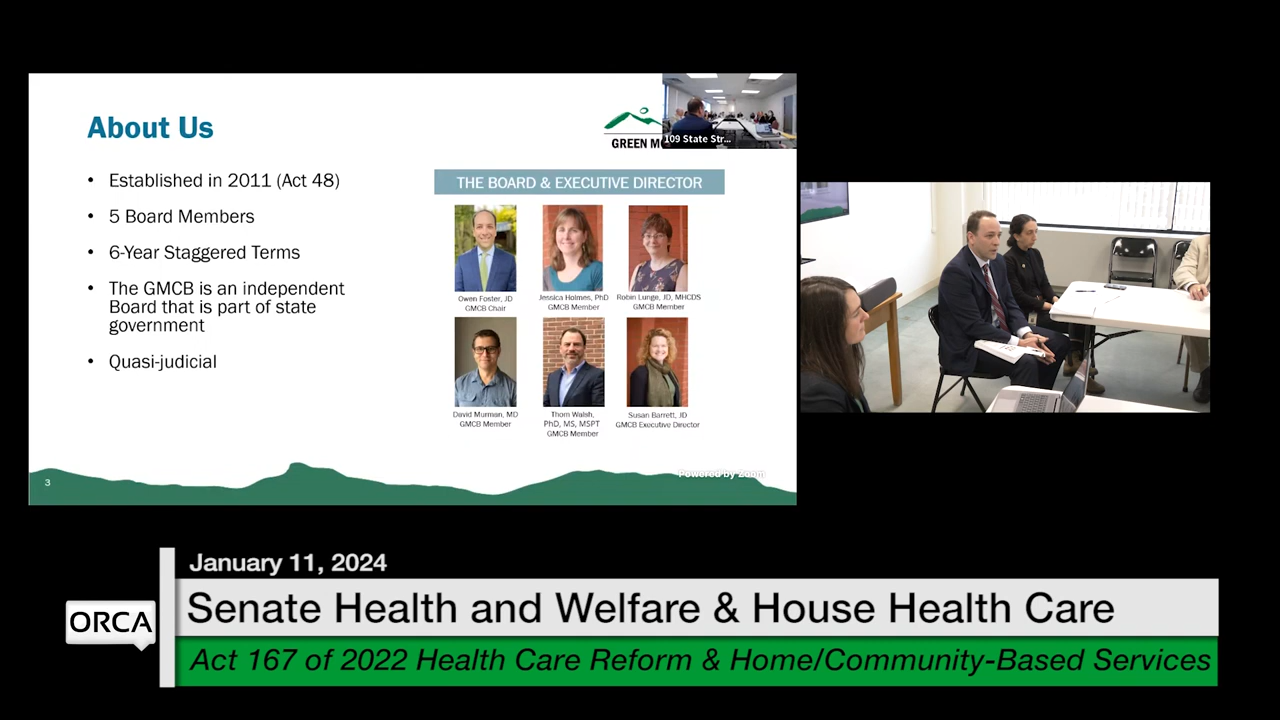 About Us
GREEN MO
109 State Str...
• Established in 2011 (Act 48)
• 5 Board Members
• 6-Year Staggered Terms
• The GMCB is an independent
Board that is part of state
government
• Quasi-judicial
THE BOARD & EXECUTIVE DIRECTOR
Owen Foster, JD
GMCB Chair
Jessica Holmes, PhD
GMCB Member
Robin Lunge, JD, MHCDS
GMCB Member
David Murman, MD
GMCB Member
Thom Walsh,
PhD, MS, MSPT
GMCB Member
Susan Barrett, JD
GMCB Executive Director
Powered by Zoom
3
January 11, 2024
ORCA
Senate Health and Welfare & House Health Care
Act 167 of 2022 Health Care Reform & Home/Community-Based Services